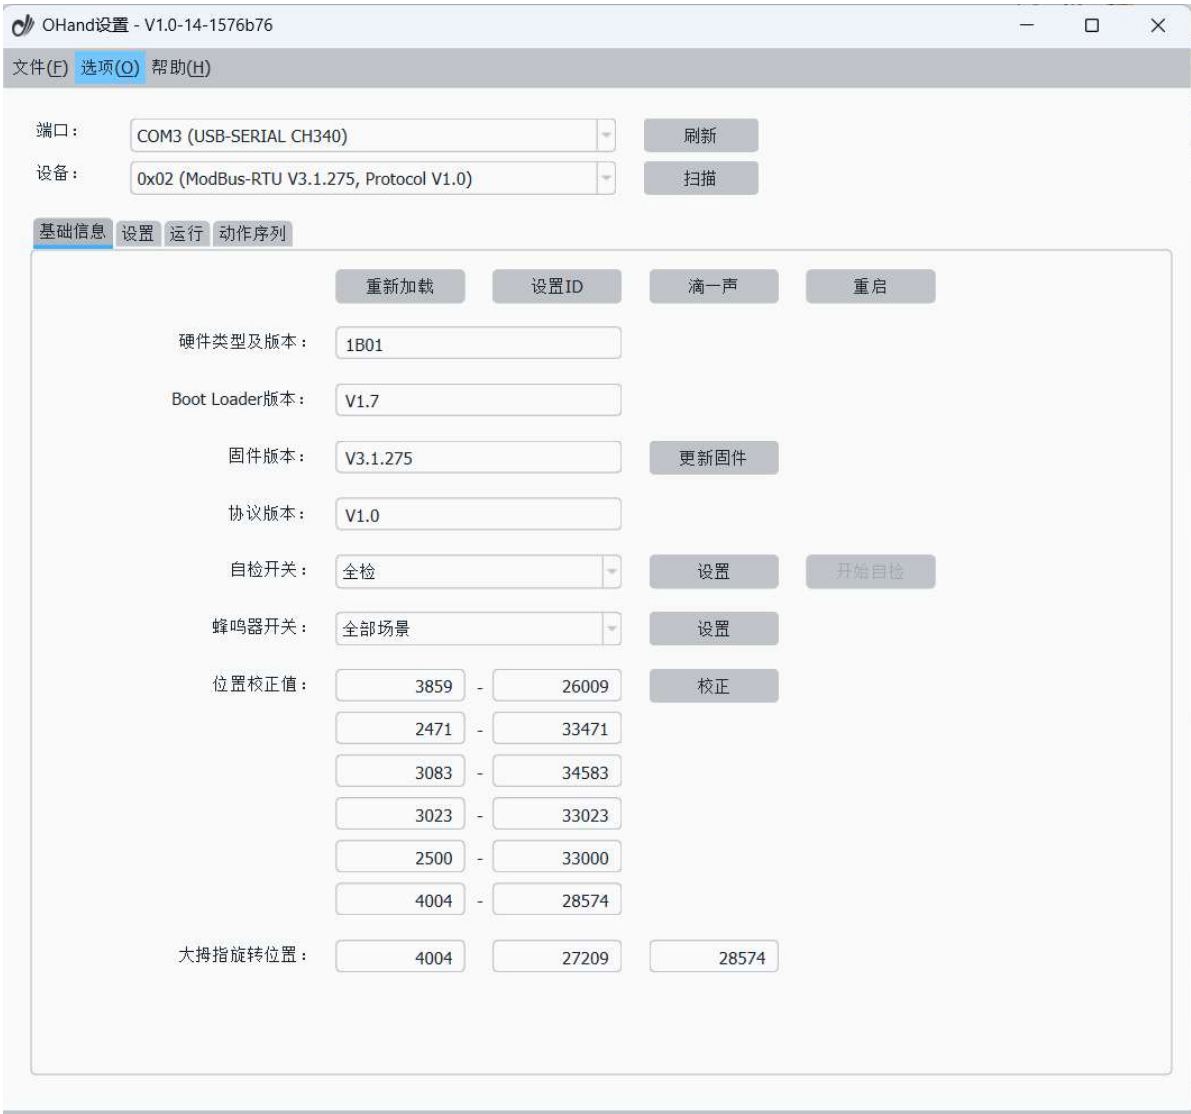 OHand设置 - V1.0-14-1576b76
文件(F) 选项(O) 帮助(H)
端口： COM3 (USB-SERIAL CH340) 刷新
设备： 0x02 (ModBus-RTU V3.1.275, Protocol V1.0) 扫描
基础信息 设置 运行 动作序列
重新加载 设置ID 滴一声 重启
硬件类型及版本： 1B01
Boot Loader版本： V1.7
固件版本： V3.1.275 更新固件
协议版本： V1.0
自检开关： 全检 设置 开始自检
蜂鸣器开关： 全部场景 设置
位置校正值： 3859 - 26009 校正
2471 - 33471
3083 - 34583
3023 - 33023
2500 - 33000
4004 - 28574
大拇指旋转位置： 4004 27209 28574